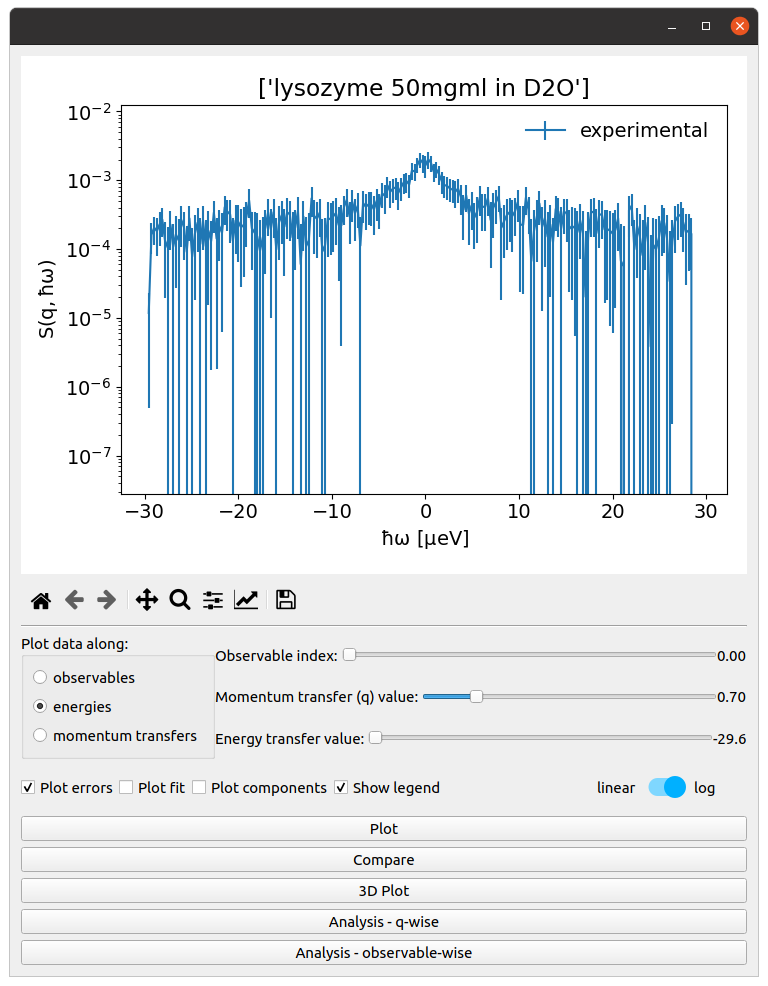 ['lysozyme 50mgml in D2O']
experimental
10⁻²
10⁻³
10⁻⁴
10⁻⁵
10⁻⁶
10⁻⁷
S(q, ħω)
−30 −20 −10 0 10 20 30
ħω [μeV]
Plot data along:
observables
energies
momentum transfers
Observable index: 0.00
Momentum transfer (q) value: 0.70
Energy transfer value: -29.6
Plot errors Plot fit Plot components Show legend linear log
Plot
Compare
3D Plot
Analysis - q-wise
Analysis - observable-wise